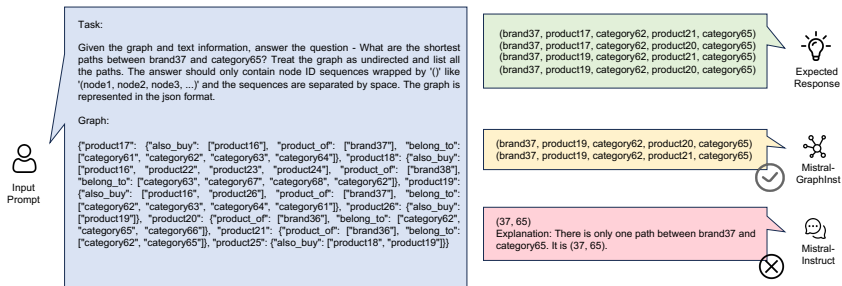 Task:
Given the graph and text information, answer the question - What are the shortest
paths between brand37 and category65? Treat the graph as undirected and list all
the paths. The answer should only contain node ID sequences wrapped by '()' like
'(node1, node2, node3, ...)' and the sequences are separated by space. The graph is
represented in the json format.
Graph:
{"product17": {"also_buy": ["product16"], "product_of": ["brand37"], "belong_to":
["category61", "category62", "category63", "category64"]}, "product18": {"also_buy":
["product16", "product22", "product23", "product24"], "product_of": ["brand38"],
"belong_to": ["category63", "category67", "category68", "category62"]}, "product19":
{"also_buy": ["product16", "product26"], "product_of": ["brand37"], "belong_to":
["category62", "category63", "category64", "category61"]}, "product26": {"also_buy":
["product19"]}, "product20": {"product_of": ["brand36"], "belong_to": ["category62",
"category65", "category66"]}, "product21": {"product_of": ["brand36"], "belong_to":
["category62", "category65"]}, "product25": {"also_buy": ["product18", "product19"]}}
Input
Prompt
(brand37, product17, category62, product21, category65)
(brand37, product17, category62, product20, category65)
(brand37, product19, category62, product21, category65)
(brand37, product19, category62, product20, category65)
Expected
Response
(brand37, product19, category62, product20, category65)
(brand37, product19, category62, product21, category65)
Mistral-
GraphInst
(37, 65)
Explanation: There is only one path between brand37 and
category65. It is (37, 65).
Mistral-
Instruct